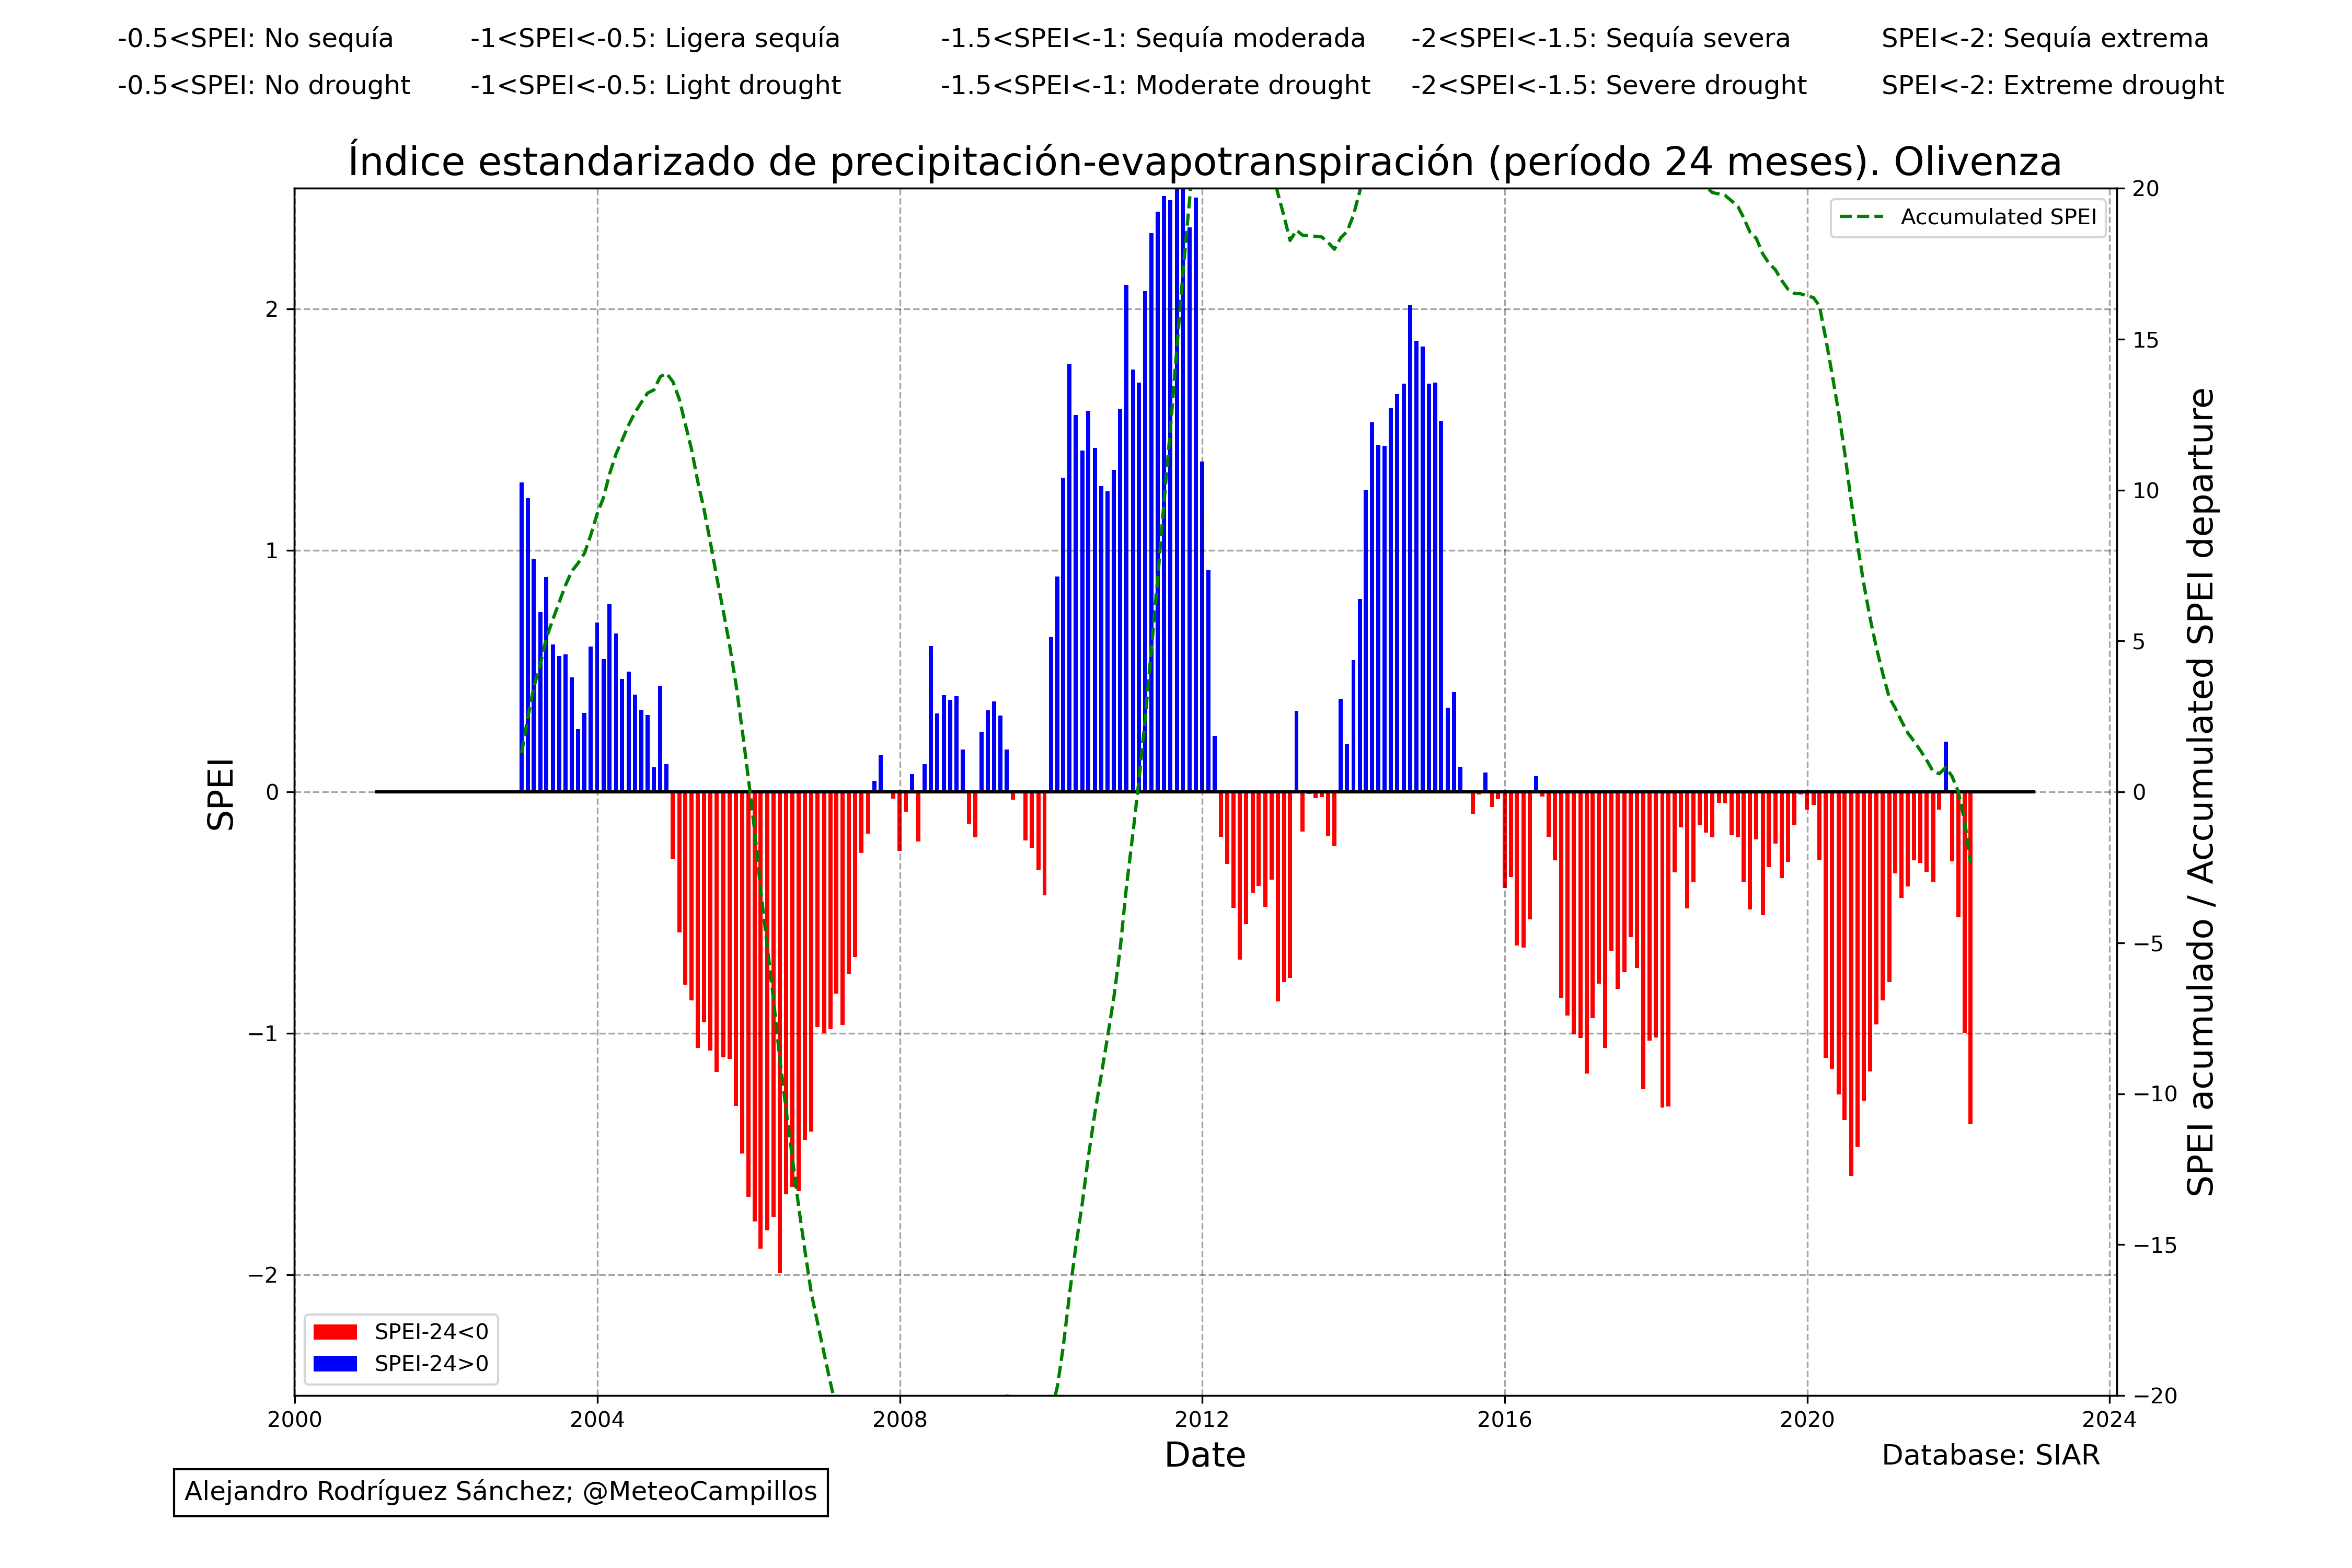 -0.5<SPEI: No sequía -1<SPEI<-0.5: Ligera sequía -1.5<SPEI<-1: Sequía moderada -2<SPEI<-1.5: Sequía severa SPEI<-2: Sequía extrema
-0.5<SPEI: No drought -1<SPEI<-0.5: Light drought -1.5<SPEI<-1: Moderate drought -2<SPEI<-1.5: Severe drought SPEI<-2: Extreme drought
Índice estandarizado de precipitación-evapotranspiración (período 24 meses). Olivenza
Accumulated SPEI
2
1
0
−1
−2
SPEI
20
15
10
5
0
−5
−10
−15
−20
SPEI acumulado / Accumulated SPEI departure
SPEI-24<0
SPEI-24>0
2000 2004 2008 2012 2016 2020 2024
Date
Database: SIAR
Alejandro Rodríguez Sánchez; @MeteoCampillos